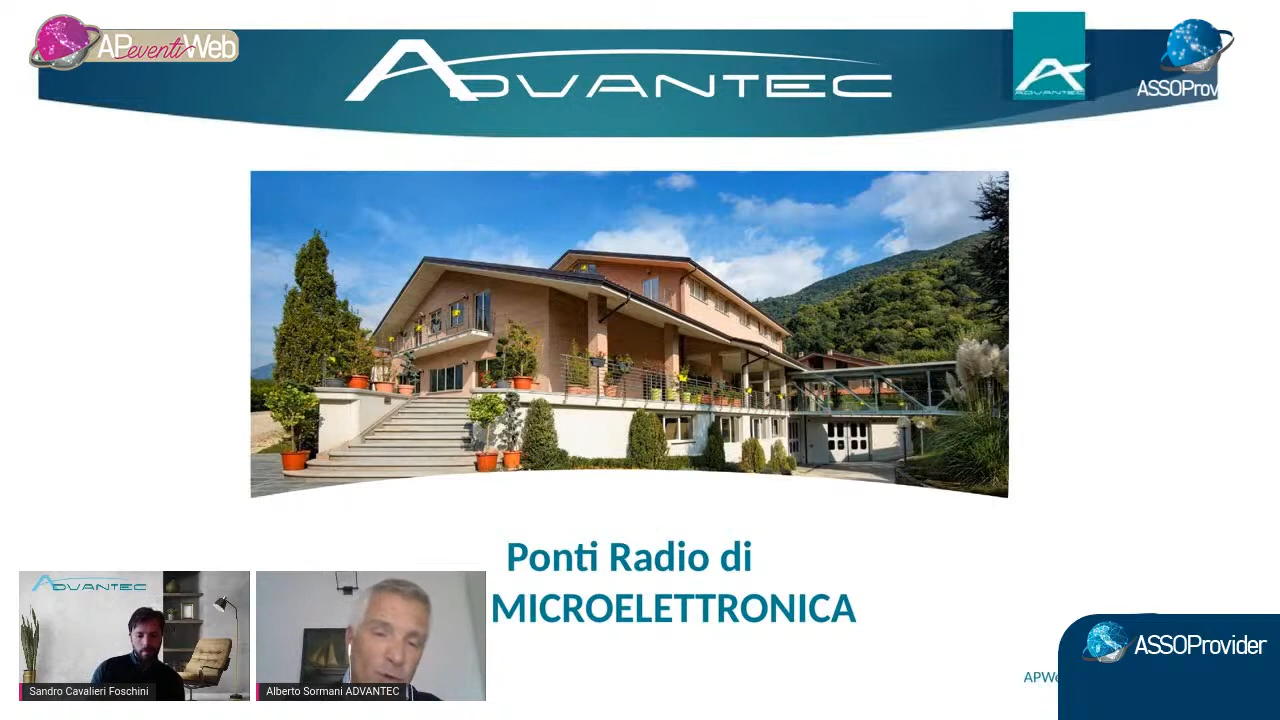 APeventiWeb
ADVANTEC
ADVANTEC
ASSOProv
Ponti Radio di
MICROELETTRONICA
ADVANTEC
Sandro Cavalieri Foschini
Alberto Sormani ADVANTEC
APWe
ASSOProvider